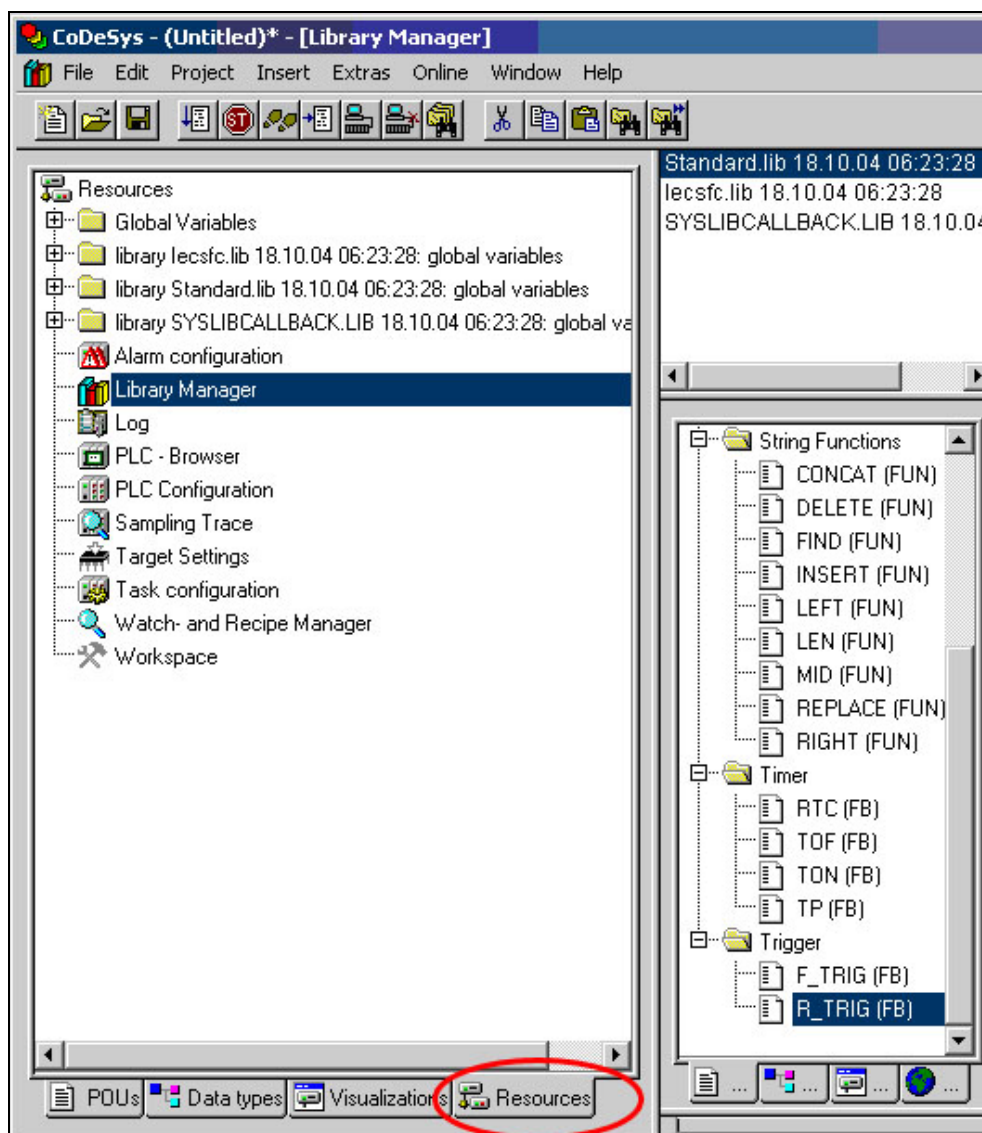 CoDeSys - (Untitled)* - [Library Manager]
File Edit Project Insert Extras Online Window Help
ST
Resources
Global Variables
library Iecsfc.lib 18.10.04 06:23:28: global variables
library Standard.lib 18.10.04 06:23:28: global variables
library SYSLIBCALLBACK.LIB 18.10.04 06:23:28: global va
Alarm configuration
Library Manager
Log
PLC - Browser
PLC Configuration
Sampling Trace
Target Settings
Task configuration
Watch- and Recipe Manager
Workspace
POUs Data types Visualizations Resources
Standard.lib 18.10.04 06:23:28
Iecsfc.lib 18.10.04 06:23:28
SYSLIBCALLBACK.LIB 18.10.04
String Functions
CONCAT (FUN)
DELETE (FUN)
FIND (FUN)
INSERT (FUN)
LEFT (FUN)
LEN (FUN)
MID (FUN)
REPLACE (FUN)
RIGHT (FUN)
Timer
RTC (FB)
TOF (FB)
TON (FB)
TP (FB)
Trigger
F_TRIG (FB)
R_TRIG (FB)
... ... ... ...